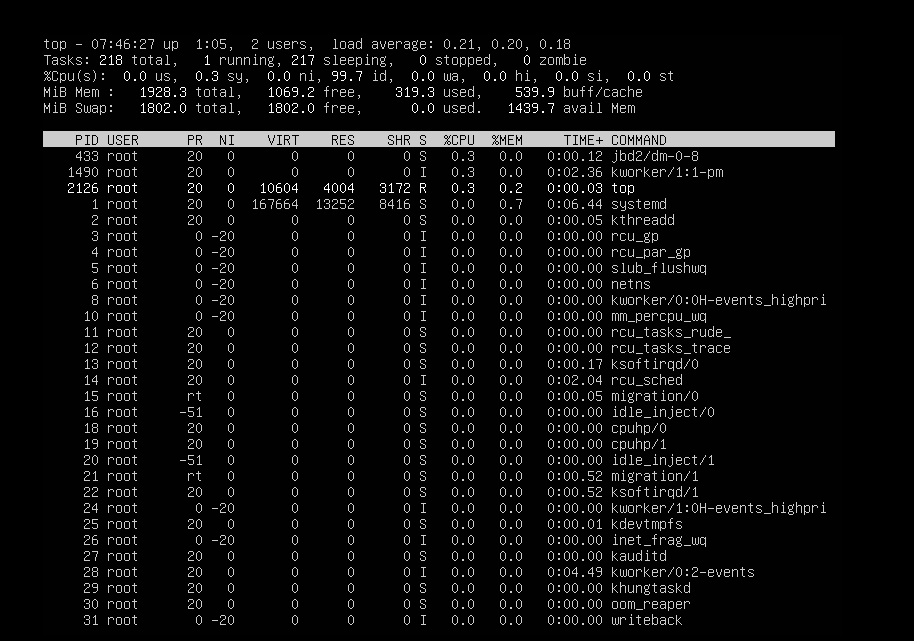 top - 07:46:27 up  1:05,  2 users,  load average: 0.21, 0.20, 0.18
Tasks: 218 total,   1 running, 217 sleeping,   0 stopped,   0 zombie
%Cpu(s):  0.0 us,  0.3 sy,  0.0 ni, 99.7 id,  0.0 wa,  0.0 hi,  0.0 si,  0.0 st
MiB Mem :   1928.3 total,   1069.2 free,    319.3 used,    539.9 buff/cache
MiB Swap:   1802.0 total,   1802.0 free,      0.0 used.   1439.7 avail Mem
PID USER      PR  NI    VIRT    RES    SHR S  %CPU  %MEM     TIME+ COMMAND
433 root      20   0       0      0      0 S   0.3   0.0   0:00.12 jbd2/dm-0-8
1490 root      20   0       0      0      0 I   0.3   0.0   0:02.36 kworker/1:1-pm
2126 root      20   0   10604   4004   3172 R   0.3   0.2   0:00.03 top
1 root      20   0  167664  13252   8416 S   0.0   0.7   0:06.44 systemd
2 root      20   0       0      0      0 S   0.0   0.0   0:00.05 kthreadd
3 root       0 -20       0      0      0 I   0.0   0.0   0:00.00 rcu_gp
4 root       0 -20       0      0      0 I   0.0   0.0   0:00.00 rcu_par_gp
5 root       0 -20       0      0      0 I   0.0   0.0   0:00.00 slub_flushwq
6 root       0 -20       0      0      0 I   0.0   0.0   0:00.00 netns
8 root       0 -20       0      0      0 I   0.0   0.0   0:00.00 kworker/0:0H-events_highpri
10 root       0 -20       0      0      0 I   0.0   0.0   0:00.00 mm_percpu_wq
11 root      20   0       0      0      0 S   0.0   0.0   0:00.00 rcu_tasks_rude_
12 root      20   0       0      0      0 S   0.0   0.0   0:00.00 rcu_tasks_trace
13 root      20   0       0      0      0 S   0.0   0.0   0:00.17 ksoftirqd/0
14 root      20   0       0      0      0 I   0.0   0.0   0:02.04 rcu_sched
15 root      rt   0       0      0      0 S   0.0   0.0   0:00.05 migration/0
16 root     -51   0       0      0      0 S   0.0   0.0   0:00.00 idle_inject/0
18 root      20   0       0      0      0 S   0.0   0.0   0:00.00 cpuhp/0
19 root      20   0       0      0      0 S   0.0   0.0   0:00.00 cpuhp/1
20 root     -51   0       0      0      0 S   0.0   0.0   0:00.00 idle_inject/1
21 root      rt   0       0      0      0 S   0.0   0.0   0:00.52 migration/1
22 root      20   0       0      0      0 S   0.0   0.0   0:00.52 ksoftirqd/1
24 root       0 -20       0      0      0 I   0.0   0.0   0:00.00 kworker/1:0H-events_highpri
25 root      20   0       0      0      0 S   0.0   0.0   0:00.01 kdevtmpfs
26 root       0 -20       0      0      0 I   0.0   0.0   0:00.00 inet_frag_wq
27 root      20   0       0      0      0 S   0.0   0.0   0:00.00 kauditd
28 root      20   0       0      0      0 I   0.0   0.0   0:04.49 kworker/0:2-events
29 root      20   0       0      0      0 S   0.0   0.0   0:00.00 khungtaskd
30 root      20   0       0      0      0 S   0.0   0.0   0:00.00 oom_reaper
31 root       0 -20       0      0      0 I   0.0   0.0   0:00.00 writeback